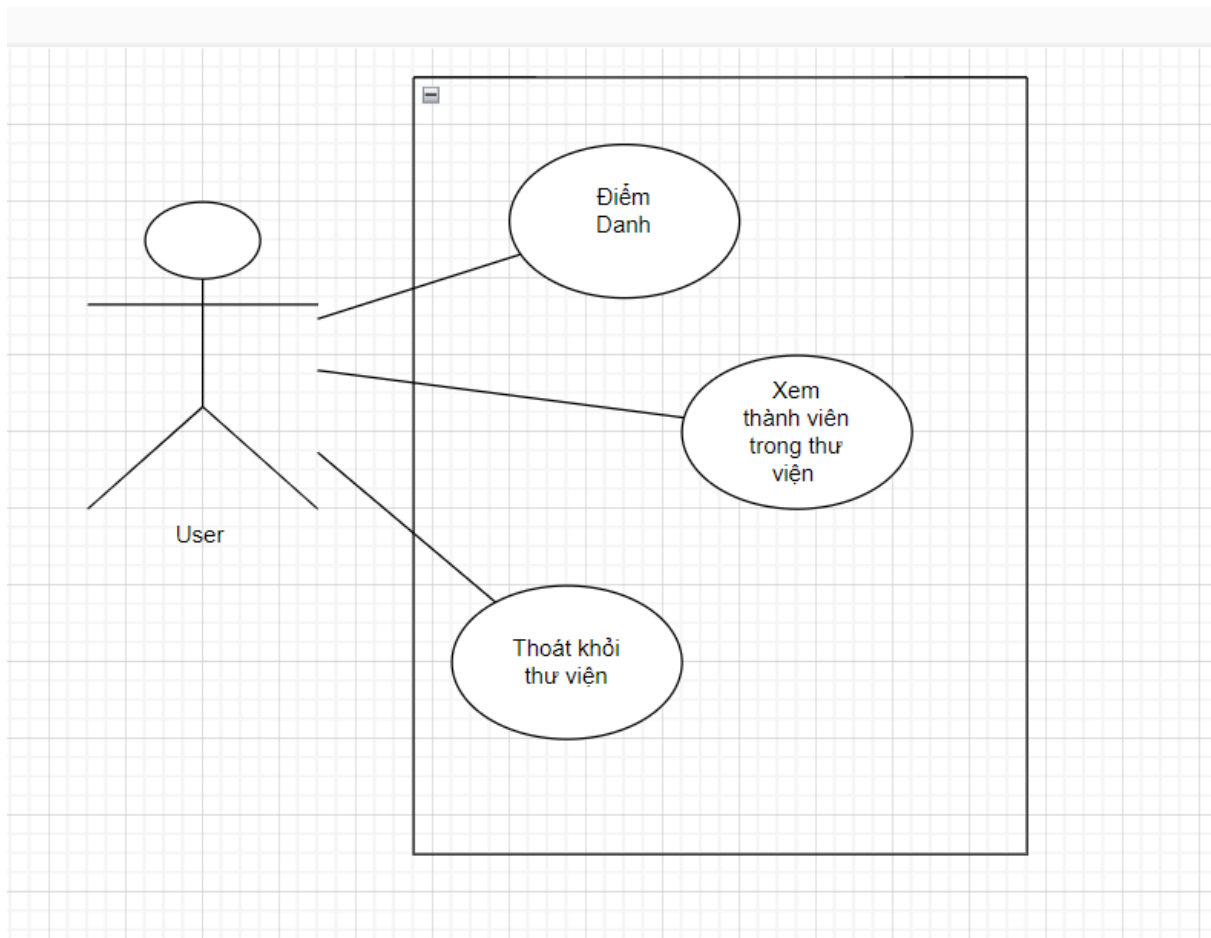 Điểm
Danh
Xem
thành viên
trong thư
viện
User
Thoát khỏi
thư viện